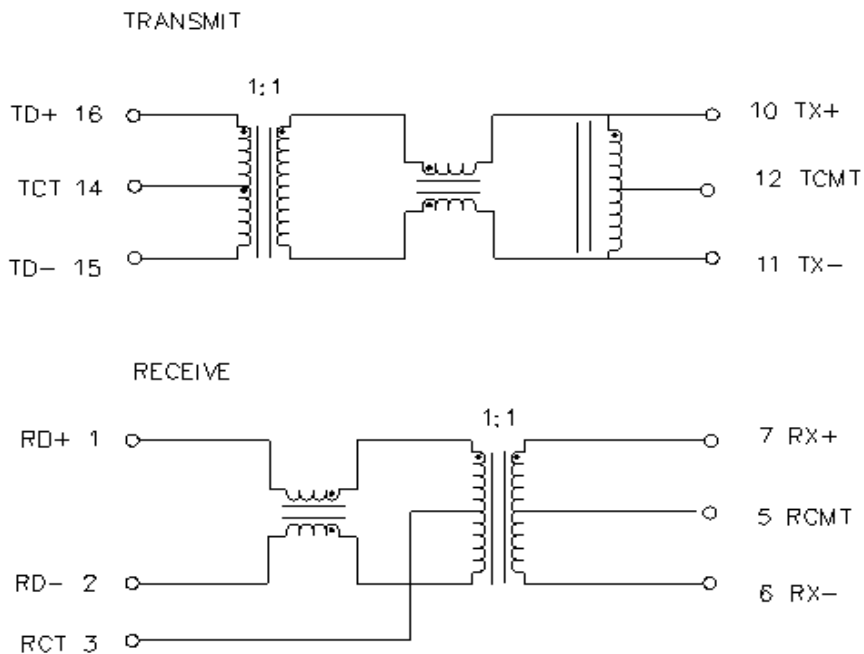 TRANSMIT
1:1
TD+ 16
10 TX+
TCT 14
12 TCMT
TD- 15
11 TX-
RECEIVE
1:1
RD+ 1
7 RX+
5 RCMT
RD- 2
6 RX-
RCT 3